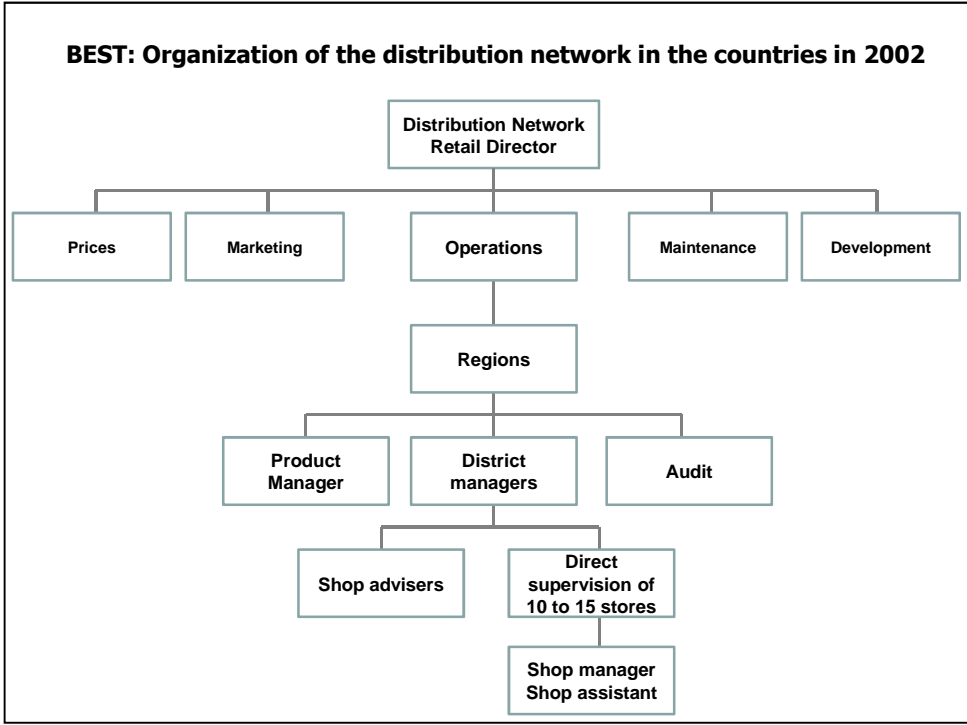 BEST: Organization of the distribution network in the countries in 2002
Distribution Network
Retail Director
Prices
Marketing
Operations
Maintenance
Development
Regions
Product
Manager
District
managers
Audit
Shop advisers
Direct
supervision of
10 to 15 stores
Shop manager
Shop assistant